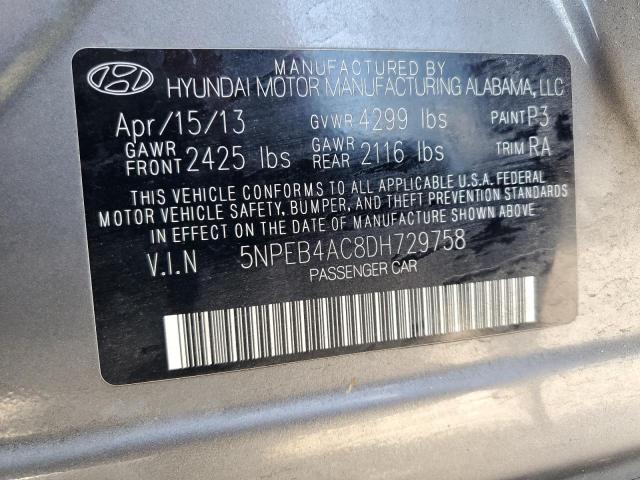 MANUFACTURED BY
HYUNDAI MOTOR MANUFACTURING ALABAMA, LLC
Apr/15/13 GVWR 4299 lbs PAINT P3
GAWR FRONT 2425 lbs GAWR REAR 2116 lbs TRIM RA
THIS VEHICLE CONFORMS TO ALL APPLICABLE U.S.A. FEDERAL
MOTOR VEHICLE SAFETY, BUMPER, AND THEFT PREVENTION STANDARDS
IN EFFECT ON THE DATE OF MANUFACTURE SHOWN ABOVE.
V.I.N 5NPEB4AC8DH729758
PASSENGER CAR